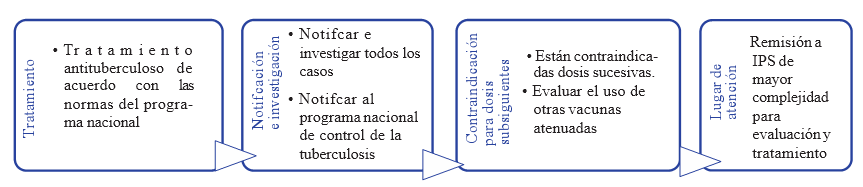 Tratamiento
• Tratamiento
antituberculoso de
acuerdo con las
normas del progra-
ma nacional
Notifcación
e investigación
• Notifcar e
investigar todos los
casos
• Notifcar al
programa nacional
de control de la
tuberculosis
Contraindicación
para dosis
subsiguientes
• Están contraindica-
das dosis sucesivas.
• Evaluar el uso de
otras vacunas
atenuadas
Lugar de
atención
Remisión a
IPS de
mayor
complejidad
para
evaluación y
tratamiento